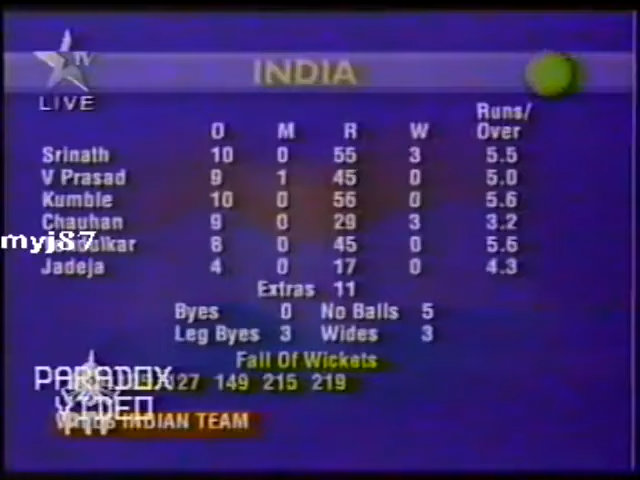 TV
LIVE
INDIA
O M R W Runs/
Over
Srinath 10 0 55 3 5.5
V Prasad 9 1 45 0 5.0
Kumble 10 0 56 0 5.6
Chauhan 9 0 29 3 3.2
myj87
8 0 45 0 5.6
Jadeja 4 0 17 0 4.3
Extras 11
Byes 0 No Balls 5
Leg Byes 3 Wides 3
Fall Of Wickets
127 149 215 219
PARADOX
VIDEO
INDIAN TEAM